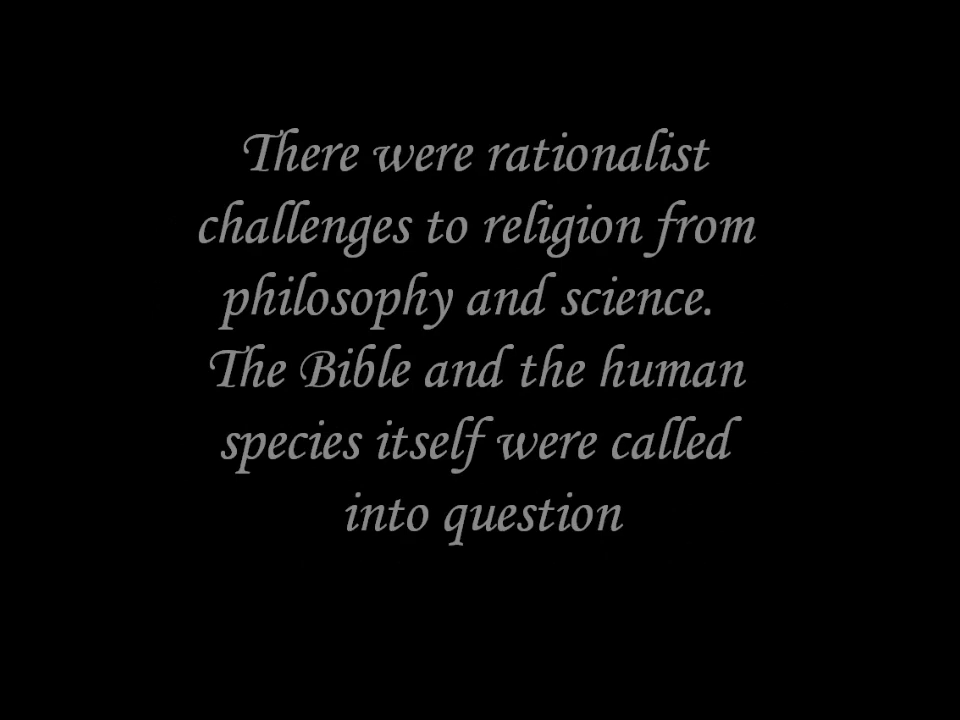 There were rationalist
challenges to religion from
philosophy and science.
The Bible and the human
species itself were called
into question